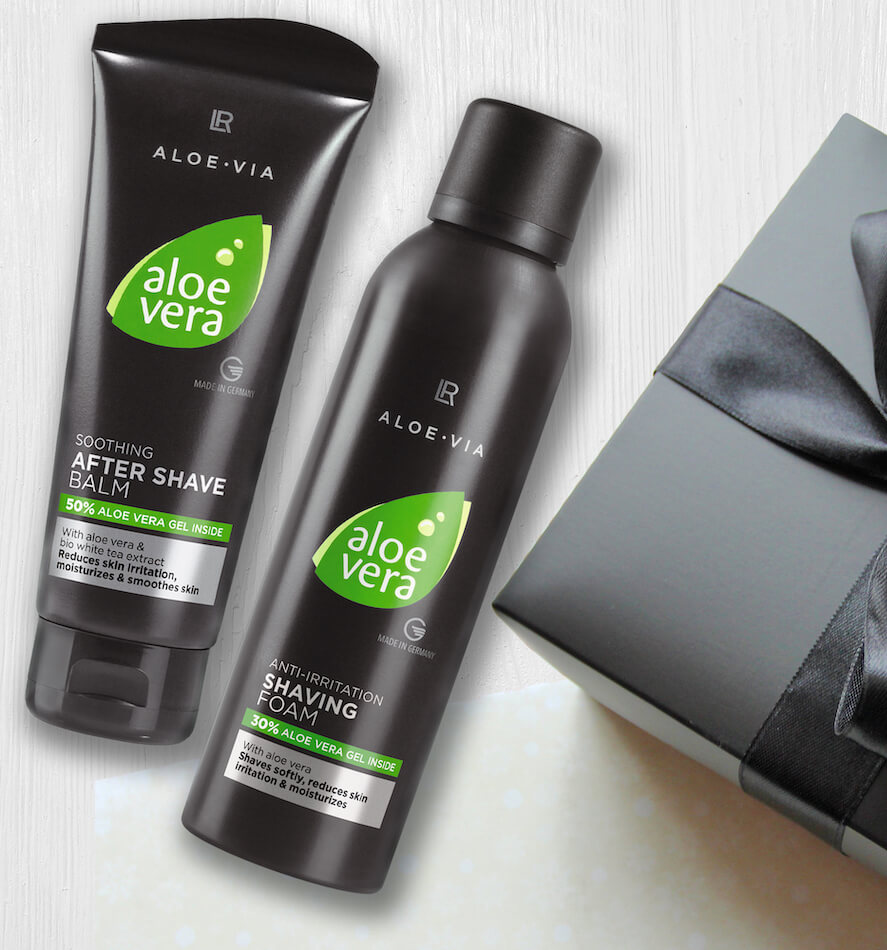 LR
ALOE•VIA
aloe
vera
MADE IN GERMANY
SOOTHING
AFTER SHAVE
BALM
50% ALOE VERA GEL INSIDE
With aloe vera &
bio white tea extract
Reduces skin irritation,
moisturizes & smoothes skin
LR
ALOE•VIA
aloe
vera
MADE IN GERMANY
ANTI-IRRITATION
SHAVING
FOAM
30% ALOE VERA GEL INSIDE
With aloe vera
Shaves softly, reduces skin
irritation & moisturizes